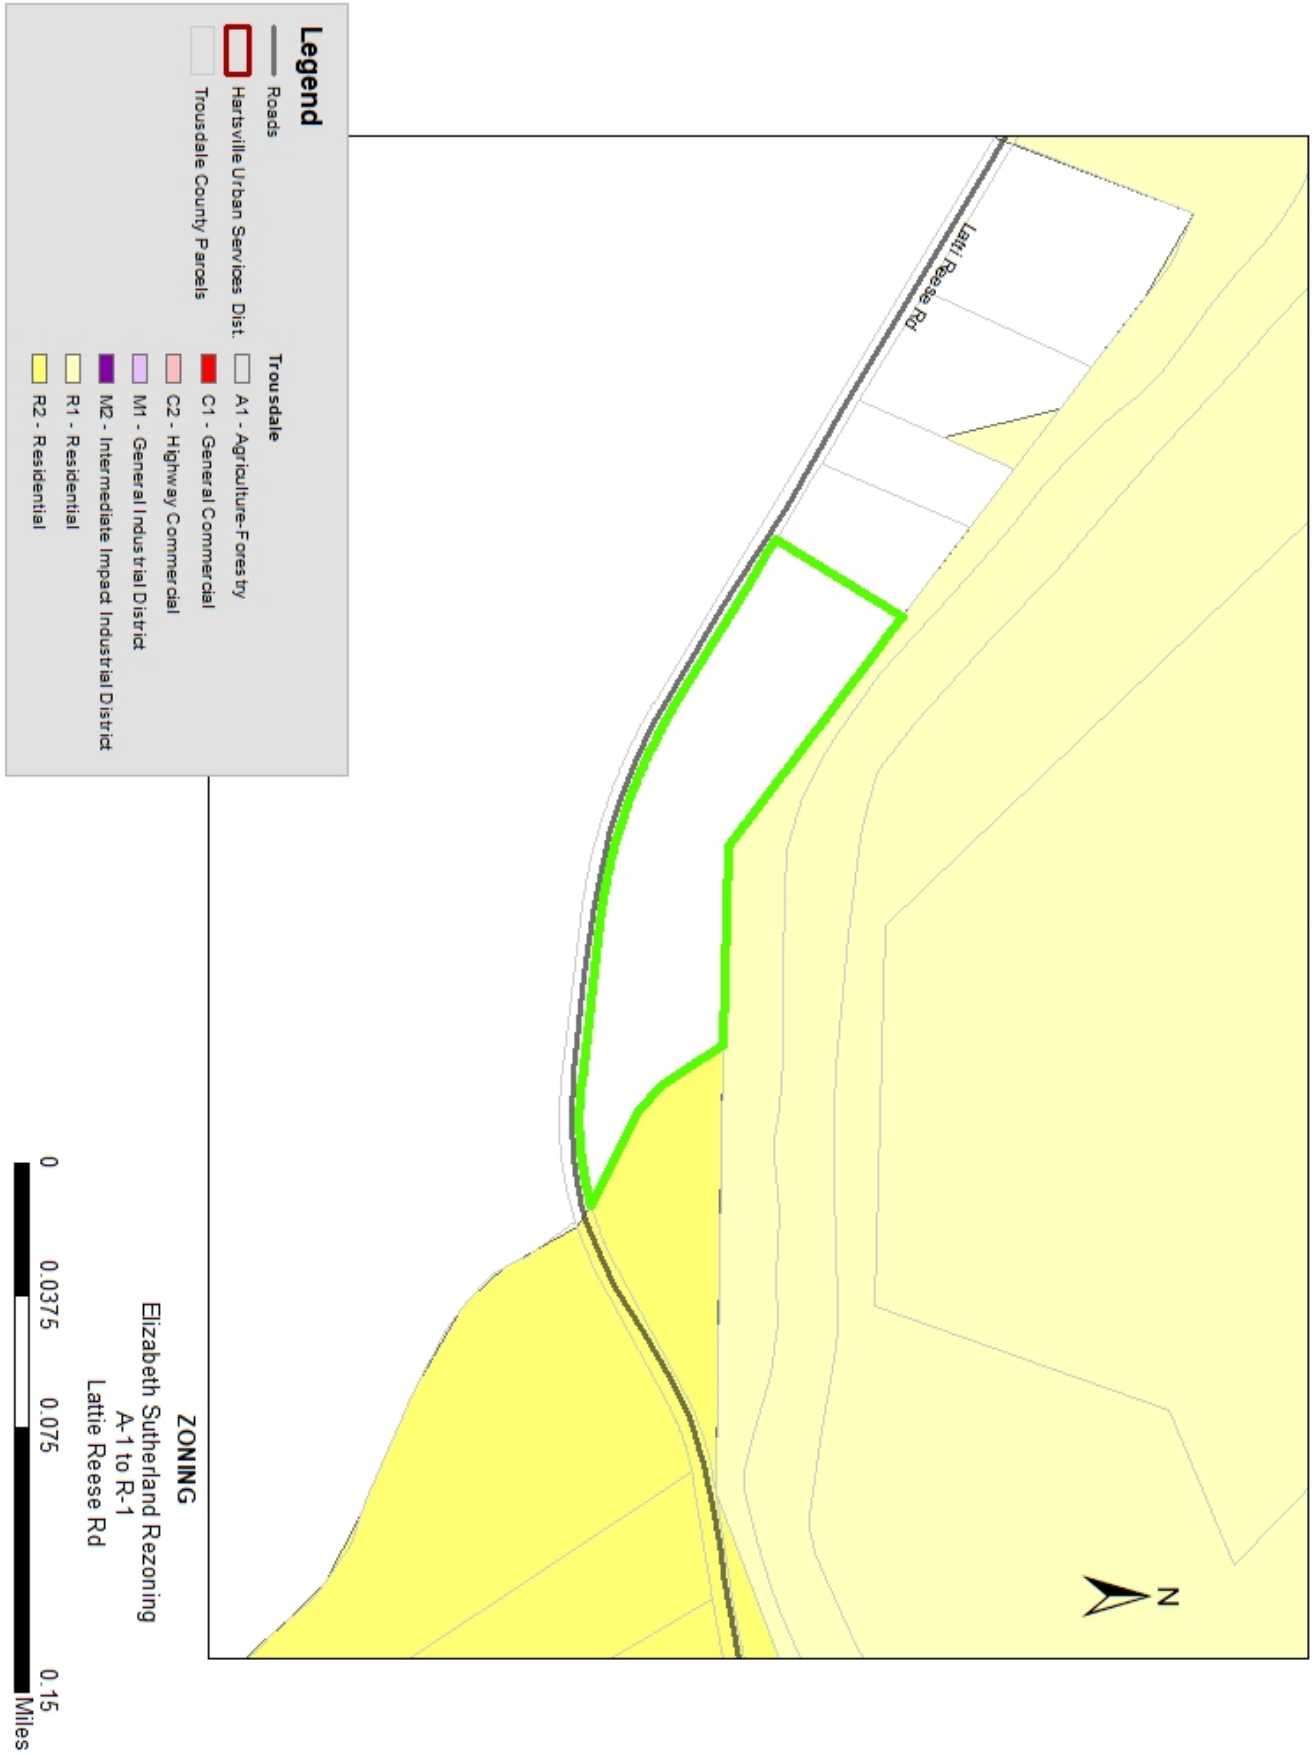 Latti Reese Rd
N
Legend
Roads
Hartsville Urban Services Dist.
Trousdale County Parcels
Trousdale
A1 - Agriculture-Forestry
C1 - General Commercial
C2 - Highway Commercial
M1 - General Industrial District
M2 - Intermediate Impact Industrial District
R1 - Residential
R2 - Residential
ZONING
Elizabeth Sutherland Rezoning
A-1 to R-1
Lattie Reese Rd
0 0.0375 0.075 0.15
Miles